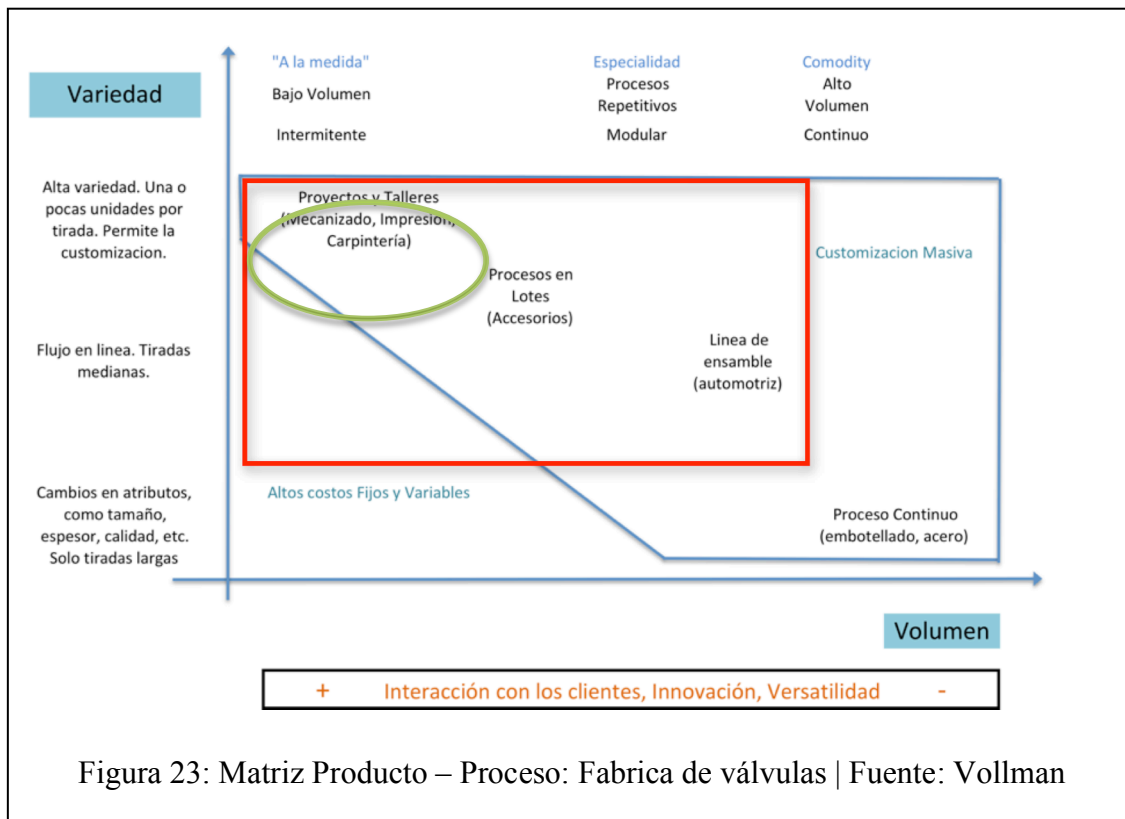 Variedad
"A la medida"
Bajo Volumen
Intermitente
Especialidad
Procesos
Repetitivos
Modular
Comodity
Alto
Volumen
Continuo
Alta variedad. Una o
pocas unidades por
tirada. Permite la
customizacion.
Proyectos y Talleres
(Mecanizado, Impresión,
Carpintería)
Customizacion Masiva
Procesos en
Lotes
(Accesorios)
Flujo en linea. Tiradas
medianas.
Linea de
ensamble
(automotriz)
Cambios en atributos,
como tamaño,
espesor, calidad, etc.
Solo tiradas largas
Altos costos Fijos y Variables
Proceso Continuo
(embotellado, acero)
Volumen
+ Interacción con los clientes, Innovación, Versatilidad -
Figura 23: Matriz Producto – Proceso: Fabrica de válvulas | Fuente: Vollman